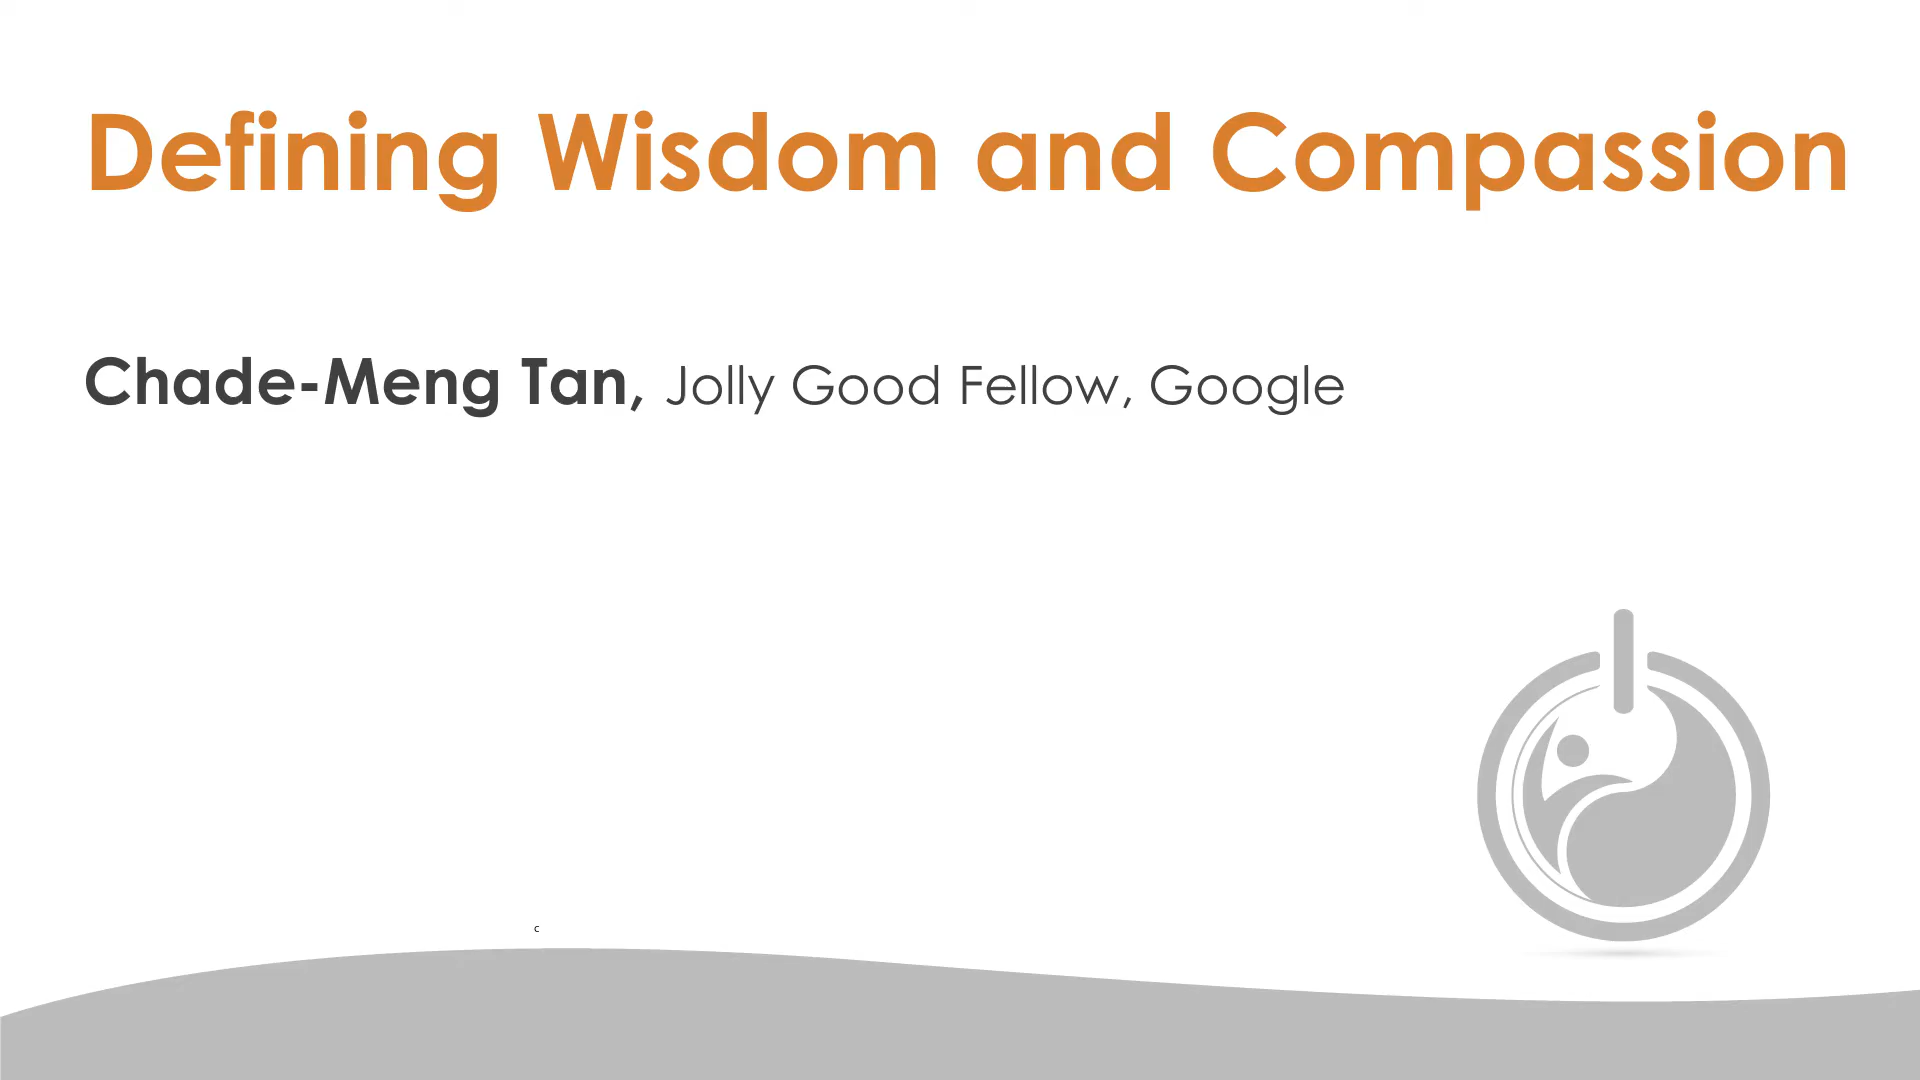 Defining Wisdom and Compassion
Chade-Meng Tan, Jolly Good Fellow, Google
c